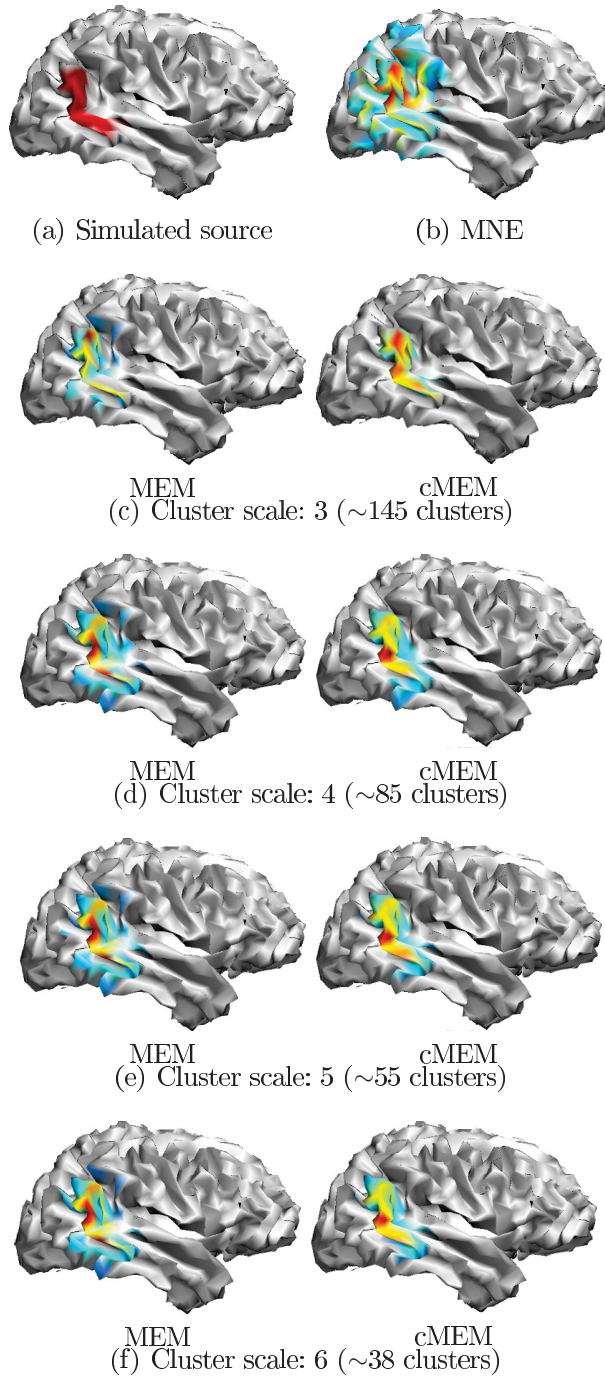 (a) Simulated source
(b) MNE
MEM
cMEM
(c) Cluster scale: 3 (∼145 clusters)
MEM
cMEM
(d) Cluster scale: 4 (∼85 clusters)
MEM
cMEM
(e) Cluster scale: 5 (∼55 clusters)
MEM
cMEM
(f) Cluster scale: 6 (∼38 clusters)